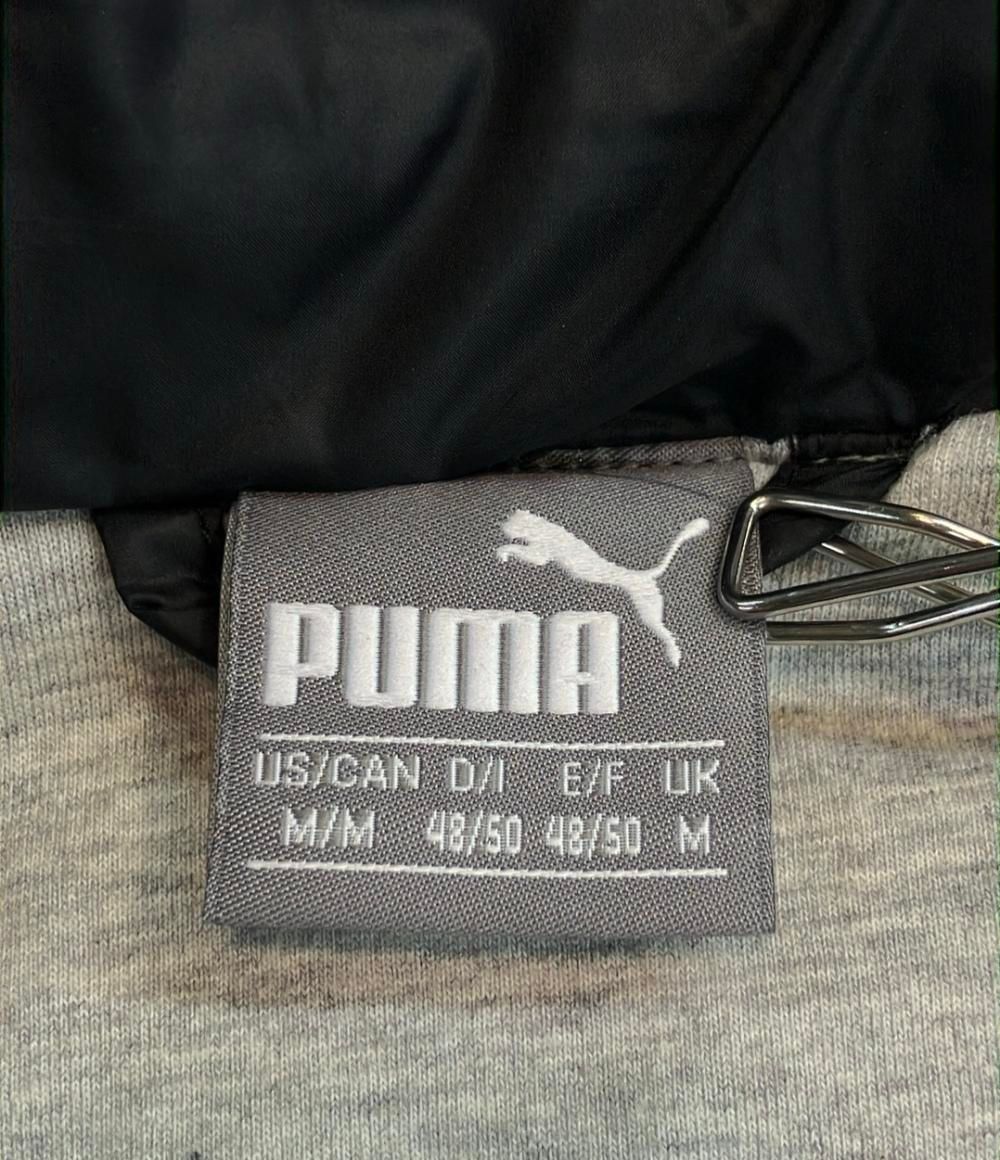 PUMA
US/CAN D/I E/F UK
M/M 48/50 48/50 M